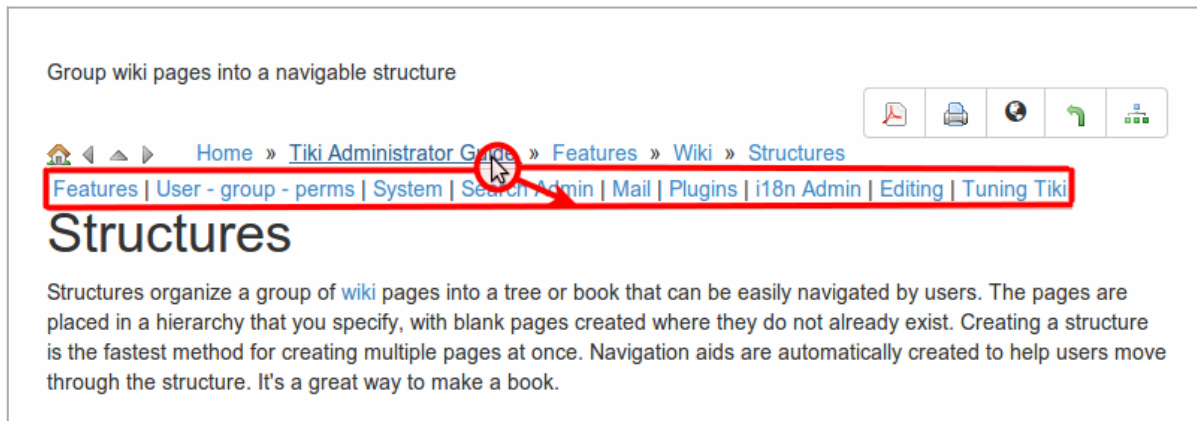 Group wiki pages into a navigable structure
Home » Tiki Administrator Guide » Features » Wiki » Structures
Features | User - group - perms | System | Search Admin | Mail | Plugins | i18n Admin | Editing | Tuning Tiki
Structures
Structures organize a group of wiki pages into a tree or book that can be easily navigated by users. The pages are
placed in a hierarchy that you specify, with blank pages created where they do not already exist. Creating a structure
is the fastest method for creating multiple pages at once. Navigation aids are automatically created to help users move
through the structure. It's a great way to make a book.